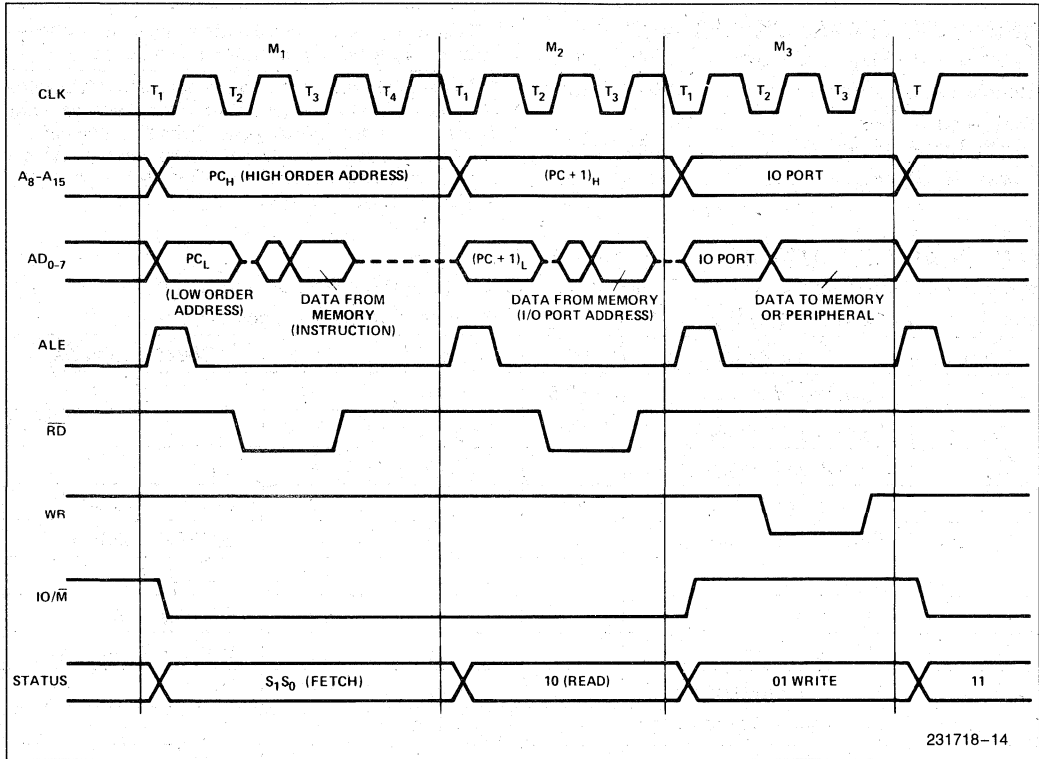 M1 M2 M3
CLK T1 T2 T3 T4 T1 T2 T3 T1 T2 T3 T
A8-A15 PCH (HIGH ORDER ADDRESS) (PC + 1)H IO PORT
AD0-7 PCL (PC + 1)L IO PORT
(LOW ORDER
ADDRESS)
DATA FROM
MEMORY
(INSTRUCTION)
DATA FROM MEMORY
(I/O PORT ADDRESS)
DATA TO MEMORY
OR PERIPHERAL
ALE
R̅D̅
WR
IO/M̅
STATUS S1S0 (FETCH) 10 (READ) 01 WRITE 11
231718-14